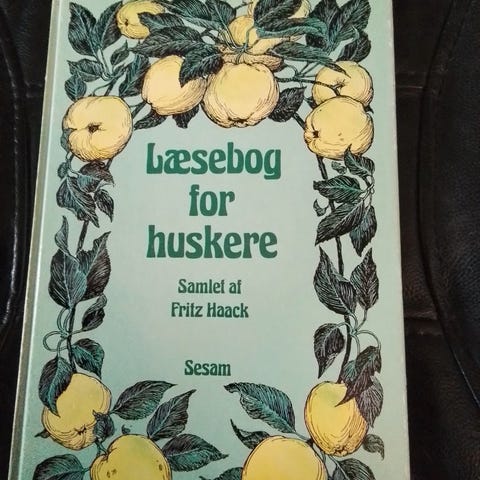 Læsebog
for
huskere
Samlet af
Fritz Haack
Sesam